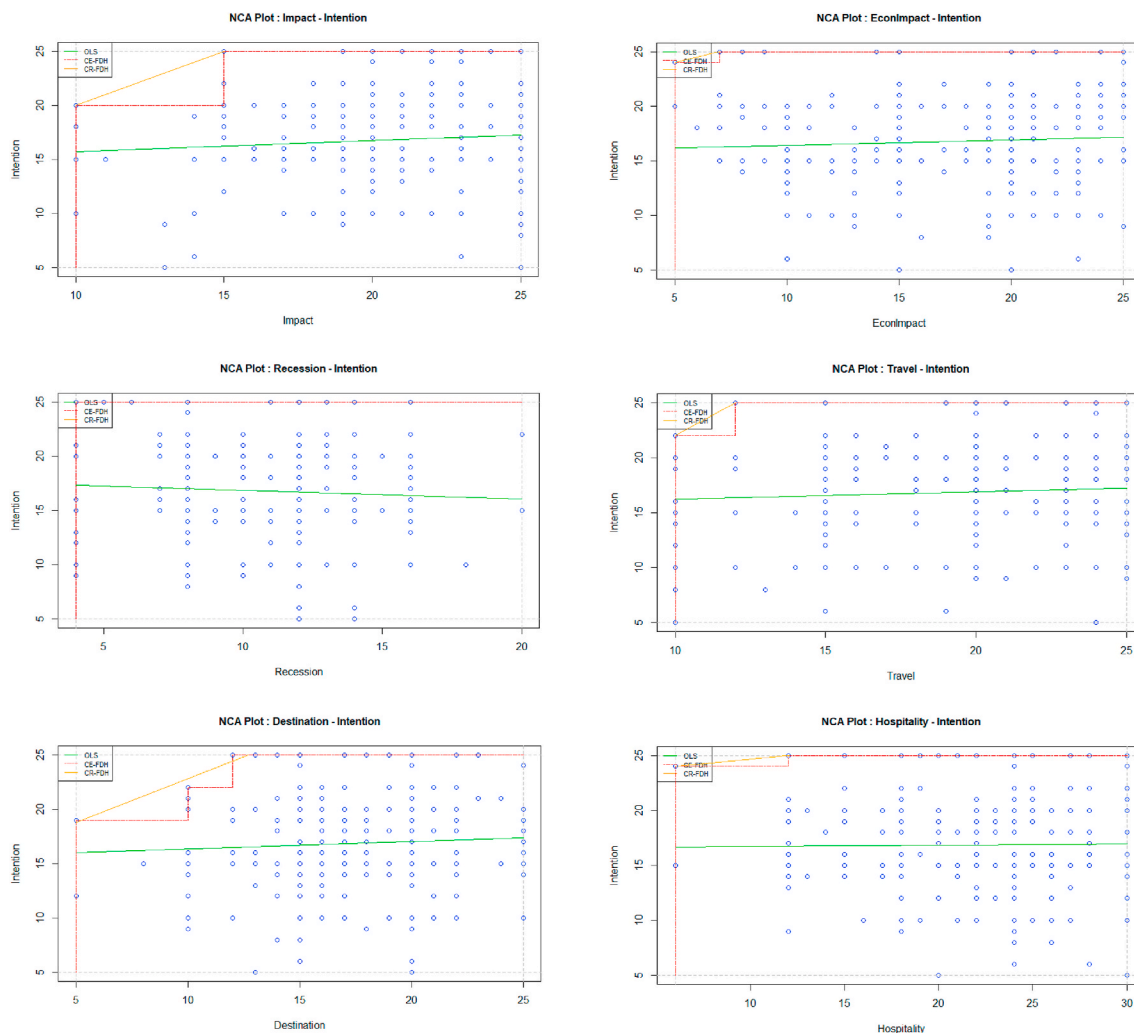 NCA Plot : Impact - Intention
OLS
CE-FDH
CR-FDH
Intention
25
20
15
10
5
10
15
20
25
Impact
NCA Plot : EconImpact - Intention
OLS
CE-FDH
CR-FDH
Intention
25
20
15
10
5
5
10
15
20
25
EconImpact
NCA Plot : Recession - Intention
OLS
CE-FDH
CR-FDH
Intention
25
20
15
10
5
5
10
15
20
Recession
NCA Plot : Travel - Intention
OLS
CE-FDH
CR-FDH
Intention
25
20
15
10
5
10
15
20
25
Travel
NCA Plot : Destination - Intention
OLS
CE-FDH
CR-FDH
Intention
25
20
15
10
5
5
10
15
20
25
Destination
NCA Plot : Hospitality - Intention
OLS
CE-FDH
CR-FDH
Intention
25
20
15
10
5
10
15
20
25
30
Hospitality